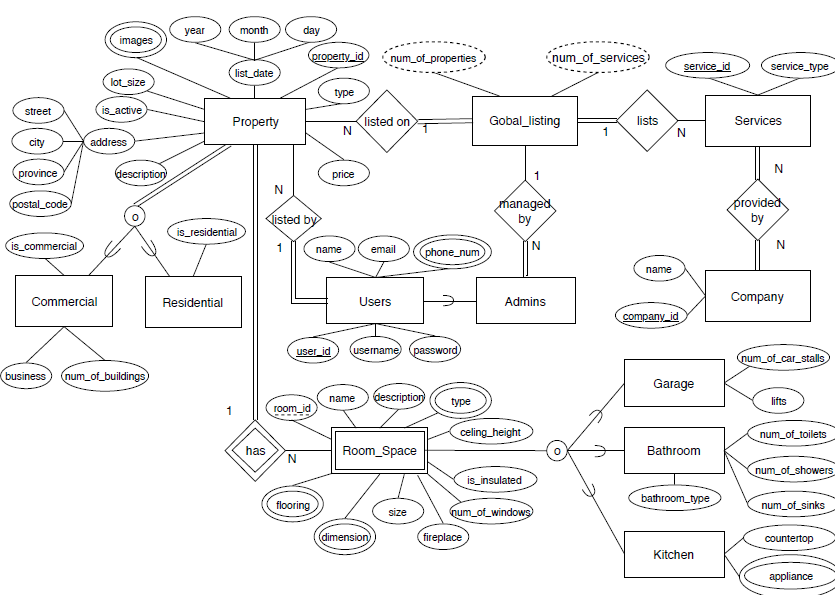 images
year
month
day
property_id
num_of_properties
num_of_services
service_id
service_type
list_date
lot_size
type
is_active
street
Property
listed on
N
1
Gobal_listing
1
lists
N
Services
city
address
province
description
price
N
postal_code
1
N
managed
by
provided
by
o
listed by
is_commercial
is_residential
1
name
email
phone_num
N
N
name
Commercial
Residential
Users
Admins
Company
company_id
user_id
username
password
business
num_of_buildings
num_of_car_stalls
Garage
lifts
1
room_id
name
description
type
celing_height
num_of_toilets
has
N
Room_Space
o
Bathroom
num_of_showers
is_insulated
bathroom_type
flooring
size
num_of_windows
num_of_sinks
dimension
fireplace
countertop
Kitchen
appliance